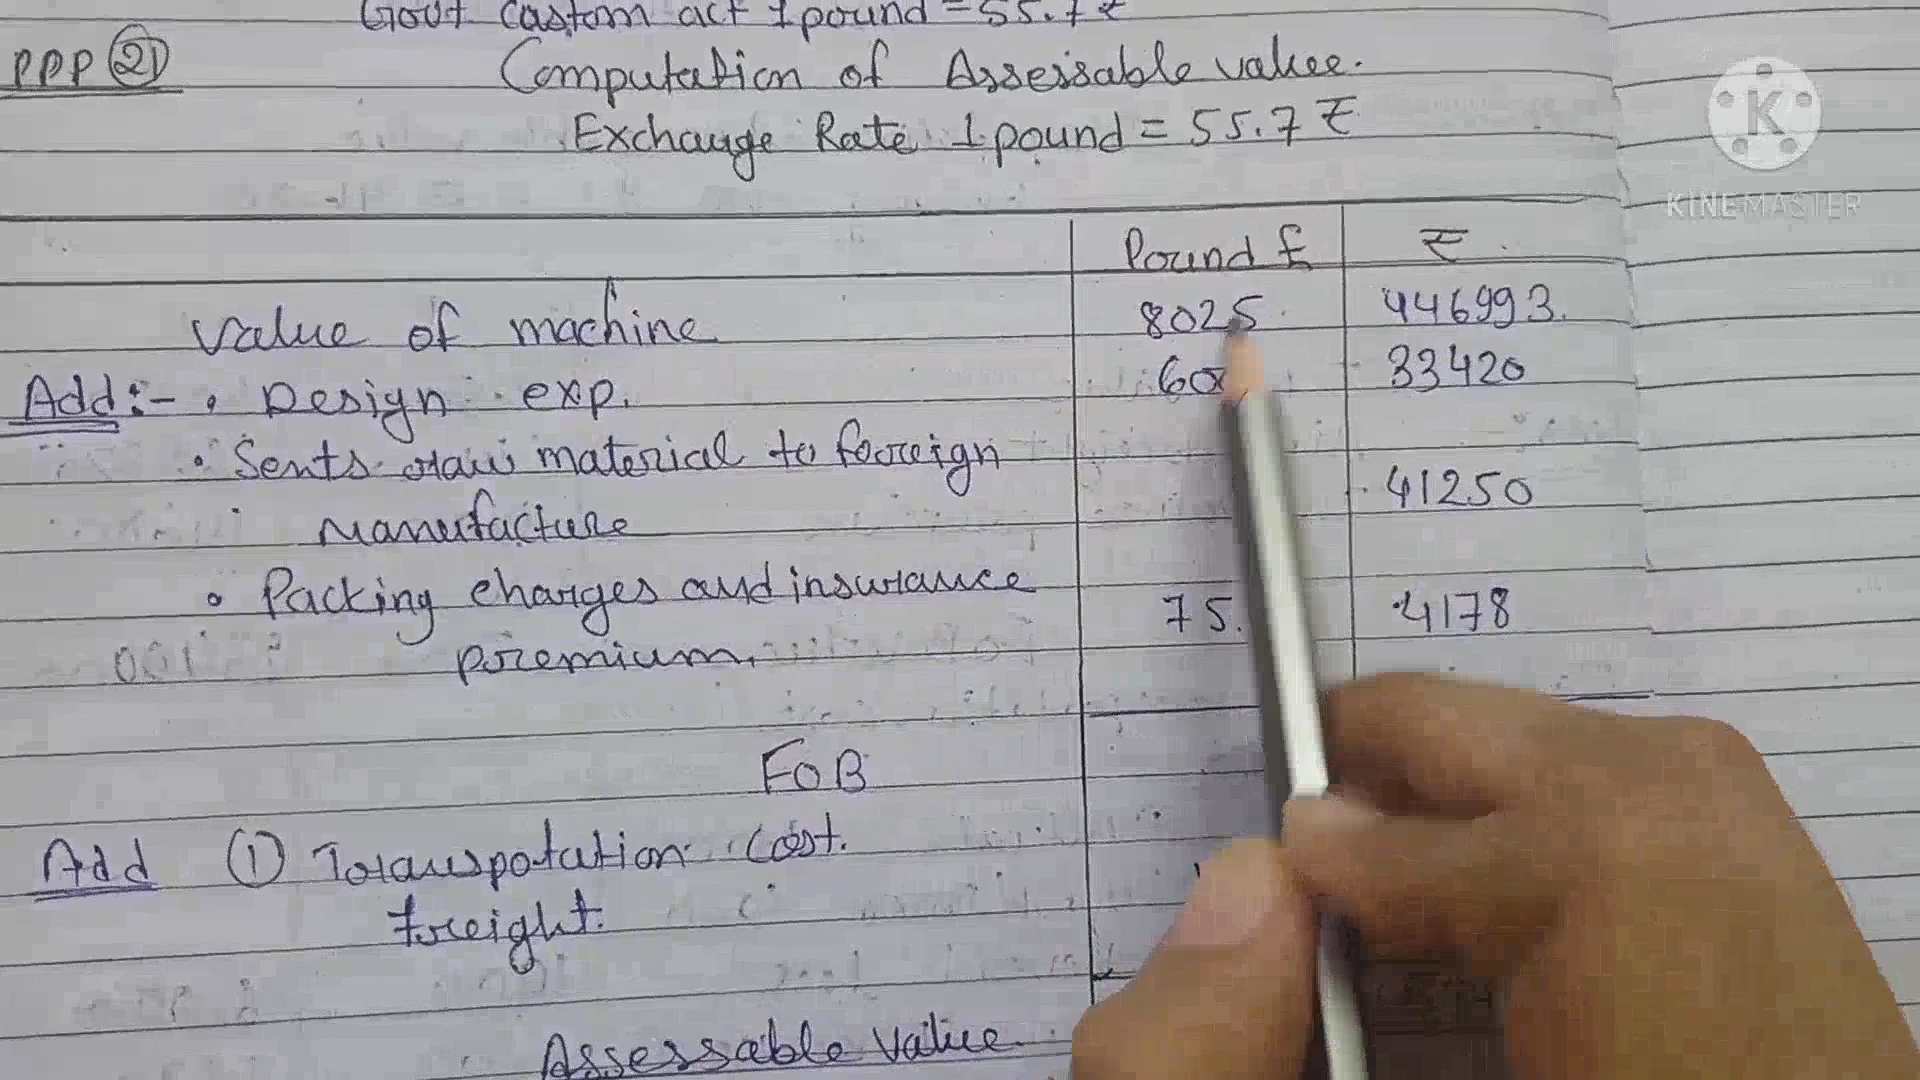 Govt Custom act 1 pound = 55.7 ₹
PPP 21
Computation of Assessable value.
Exchange Rate 1 pound = 55.7 ₹
K
KINEMASTER
Pound £ ₹
Value of machine 8025 446993.
Add:- • Design exp. 60 33420
• Sents raw material to foreign
manufacture 41250
• Packing charges and insurance 75. 4178
premium.
FOB
Add ① Transpotation Cost.
freight.
Assessable Value.